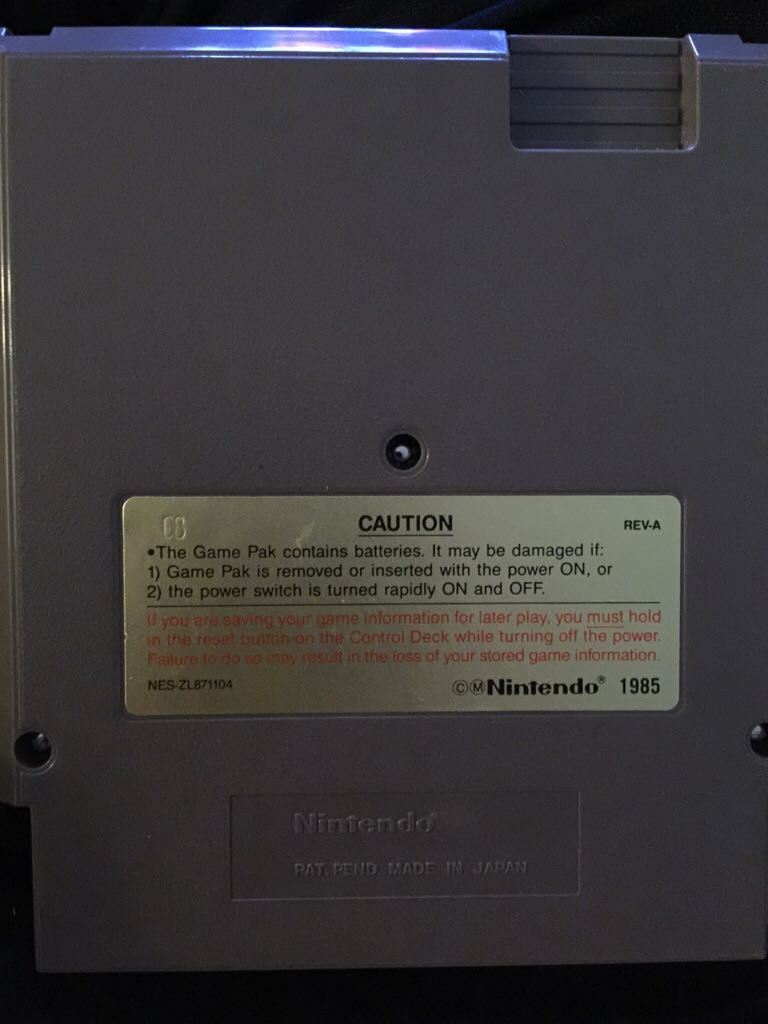 C8
CAUTION
REV-A
•The Game Pak contains batteries. It may be damaged if:
1) Game Pak is removed or inserted with the power ON, or
2) the power switch is turned rapidly ON and OFF.
If you are saving your game information for later play, you must hold
in the reset button on the Control Deck while turning off the power.
Failure to do so may result in the loss of your stored game information.
NES-ZL871104
©ⓂNintendo® 1985
Nintendo®
PAT. PEND. MADE IN JAPAN